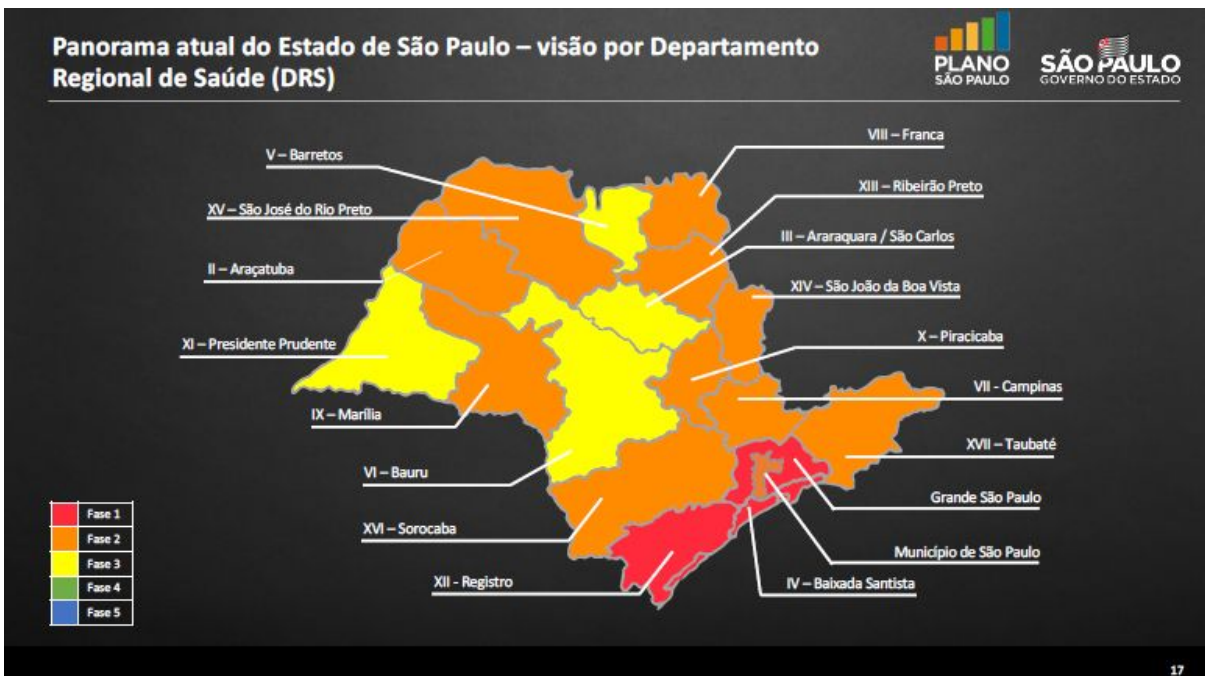 Panorama atual do Estado de São Paulo – visão por Departamento
Regional de Saúde (DRS)
PLANO
SÃO PAULO
SÃO PAULO
GOVERNO DO ESTADO
VIII – Franca
V – Barretos
XIII – Ribeirão Preto
XV – São José do Rio Preto
III – Araraquara / São Carlos
II – Araçatuba
XIV – São João da Boa Vista
X – Piracicaba
XI – Presidente Prudente
VII - Campinas
IX – Marília
XVII – Taubaté
VI – Bauru
Grande São Paulo
XVI – Sorocaba
Município de São Paulo
XII - Registro
IV – Baixada Santista
Fase 1
Fase 2
Fase 3
Fase 4
Fase 5
17